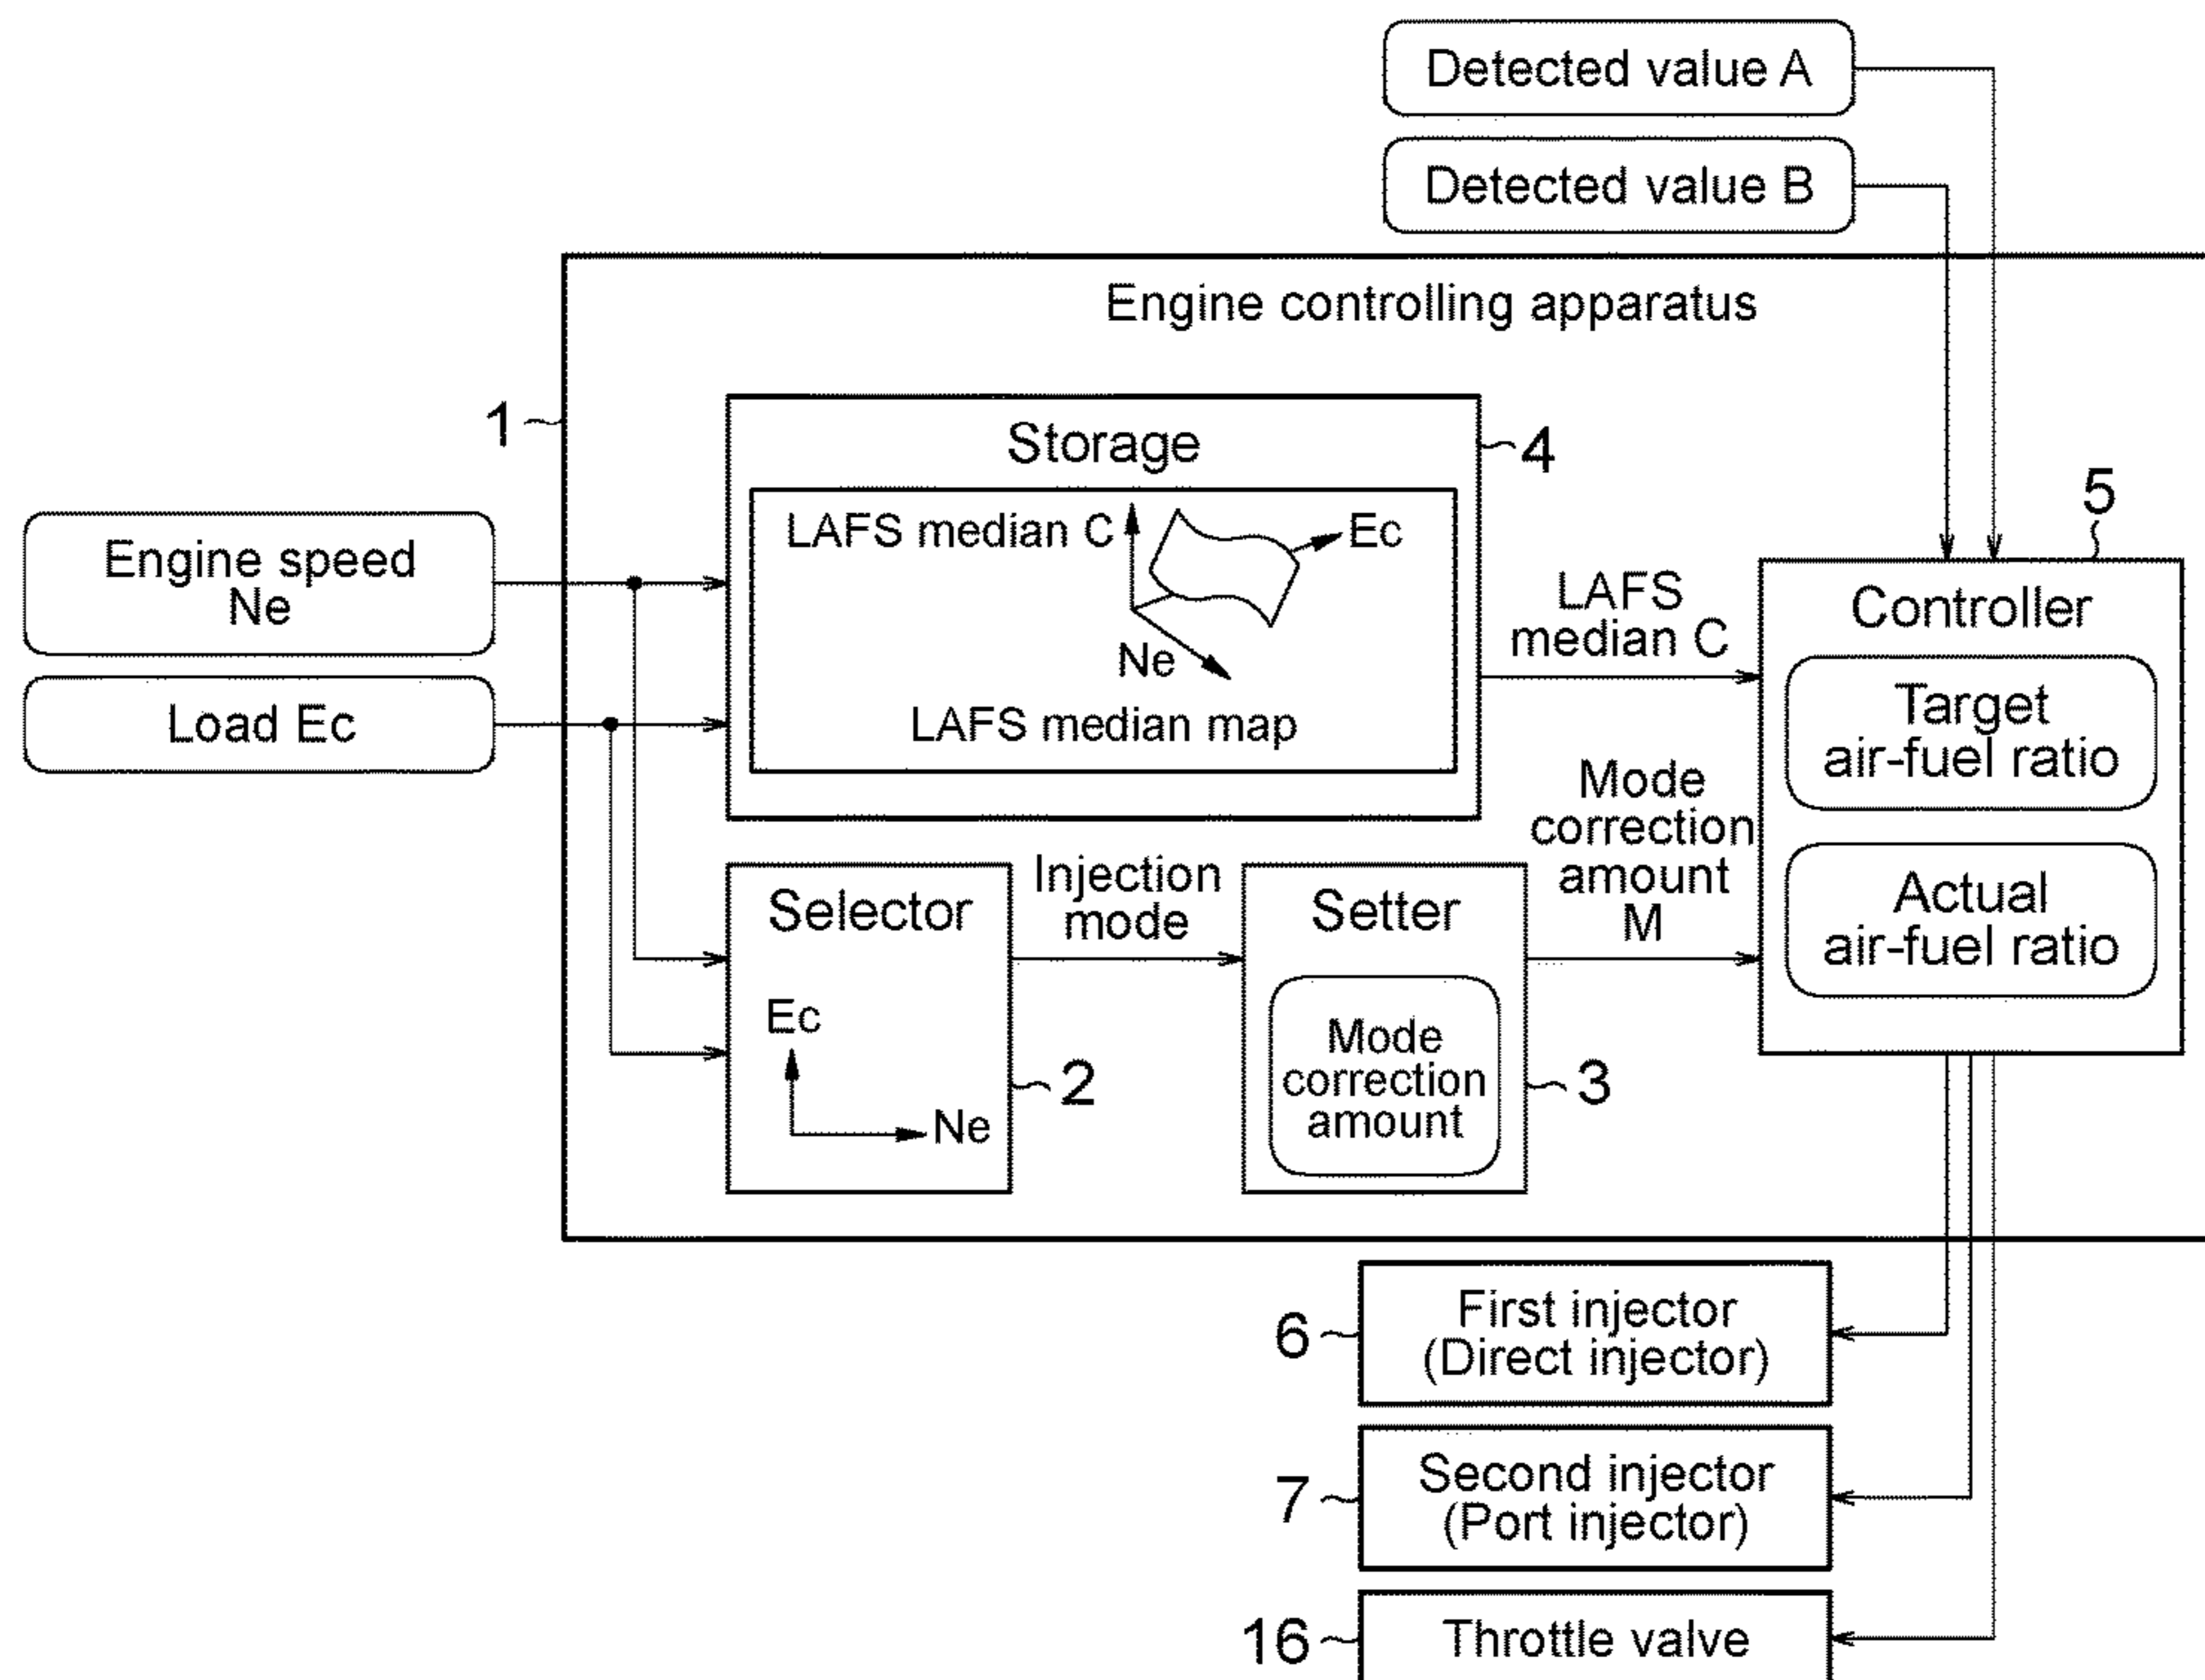 Detected value A
Detected value B
Engine controlling apparatus
1
Storage
4
LAFS median C
Ec
Ne
LAFS median map
5
Engine speed
Ne
Load Ec
LAFS
median C
Controller
Target
air-fuel ratio
Actual
air-fuel ratio
Mode
correction
amount
M
Selector
Ec
Ne
2
Injection
mode
Setter
Mode
correction
amount
3
6
First injector
(Direct injector)
7
Second injector
(Port injector)
16
Throttle valve